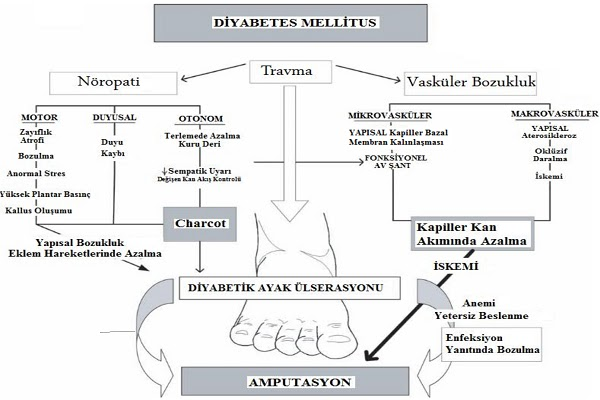 DİYABETES MELLİTUS
Nöropati
Travma
Vasküler Bozukluk
MOTOR
Zayıflık
Atrofi
Bozulma
Anormal Stres
Yüksek Plantar Basınç
Kallus Oluşumu
DUYUSAL
Duyu
Kaybı
OTONOM
Terlemede Azalma
Kuru Deri
↓Sempatik Uyarı
Değişen Kan Akış Kontrolü
MİKROVASKÜLER
YAPISAL Kapiller Bazal
Membran Kalınlaşması
FONKSİYONEL
AV ŞANT
MAKROVASKÜLER
YAPISAL
Aterosikleroz
Oklüzif
Daralma
İskemi
Charcot
Kapiller Kan
Akımında Azalma
Yapısal Bozukluk
Eklem Hareketlerinde Azalma
İSKEMİ
DİYABETİK AYAK ÜLSERASYONU
Anemi
Yetersiz Beslenme
Enfeksiyon
Yanıtında Bozulma
AMPUTASYON